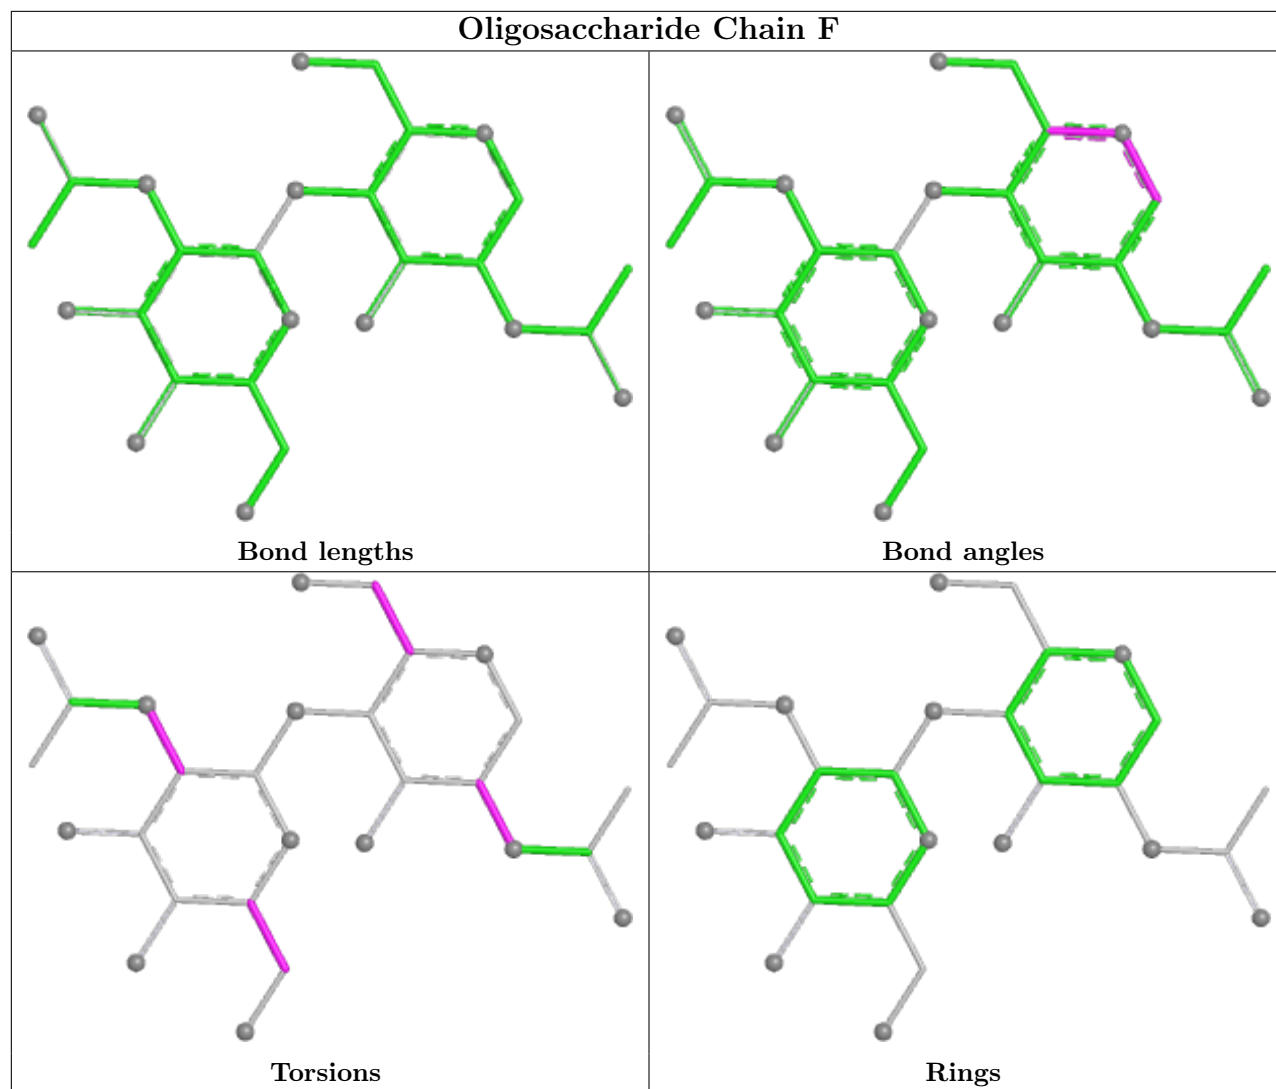 Oligosaccharide Chain F
Bond lengths
Bond angles
Torsions
Rings